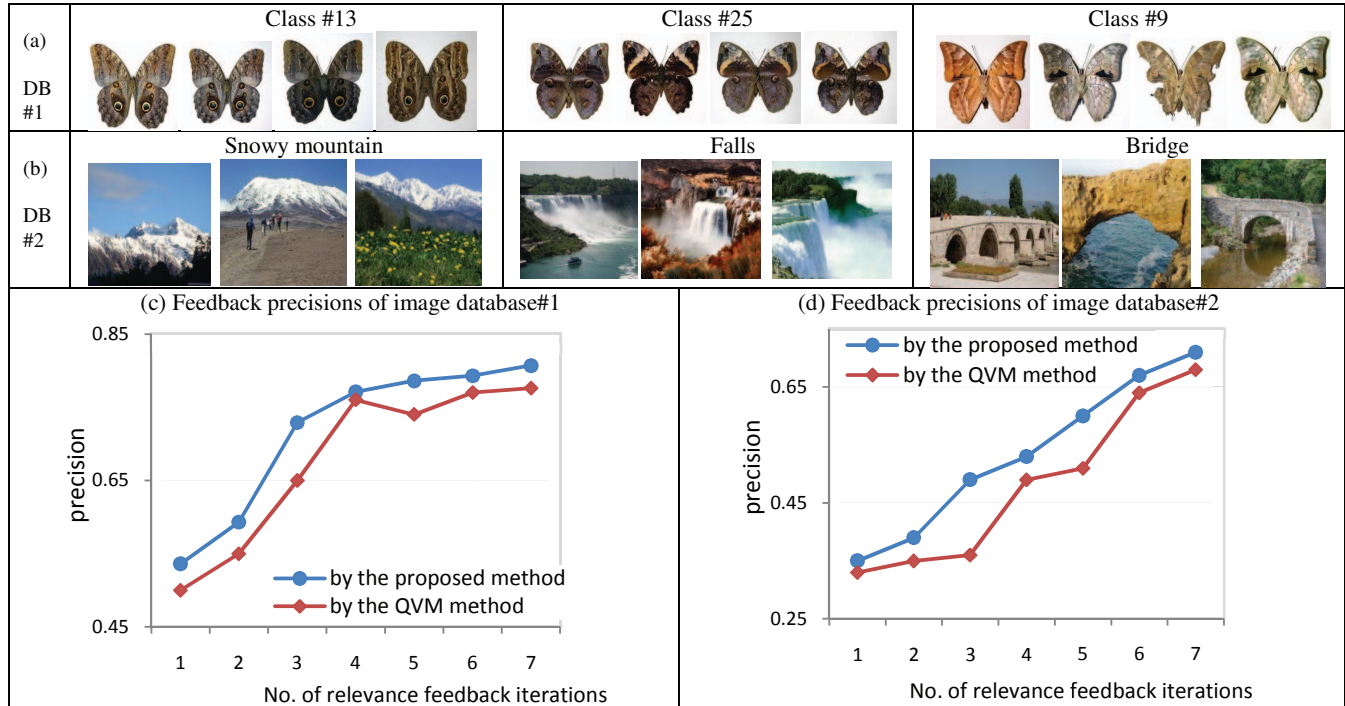 (a)
DB
#1
Class #13
Class #25
Class #9
(b)
DB
#2
Snowy mountain
Falls
Bridge
(c) Feedback precisions of image database#1
0.85
0.65
0.45
precision
by the proposed method
by the QVM method
1 2 3 4 5 6 7
No. of relevance feedback iterations
(d) Feedback precisions of image database#2
by the proposed method
by the QVM method
0.65
0.45
0.25
precision
1 2 3 4 5 6 7
No. of relevance feedback iterations